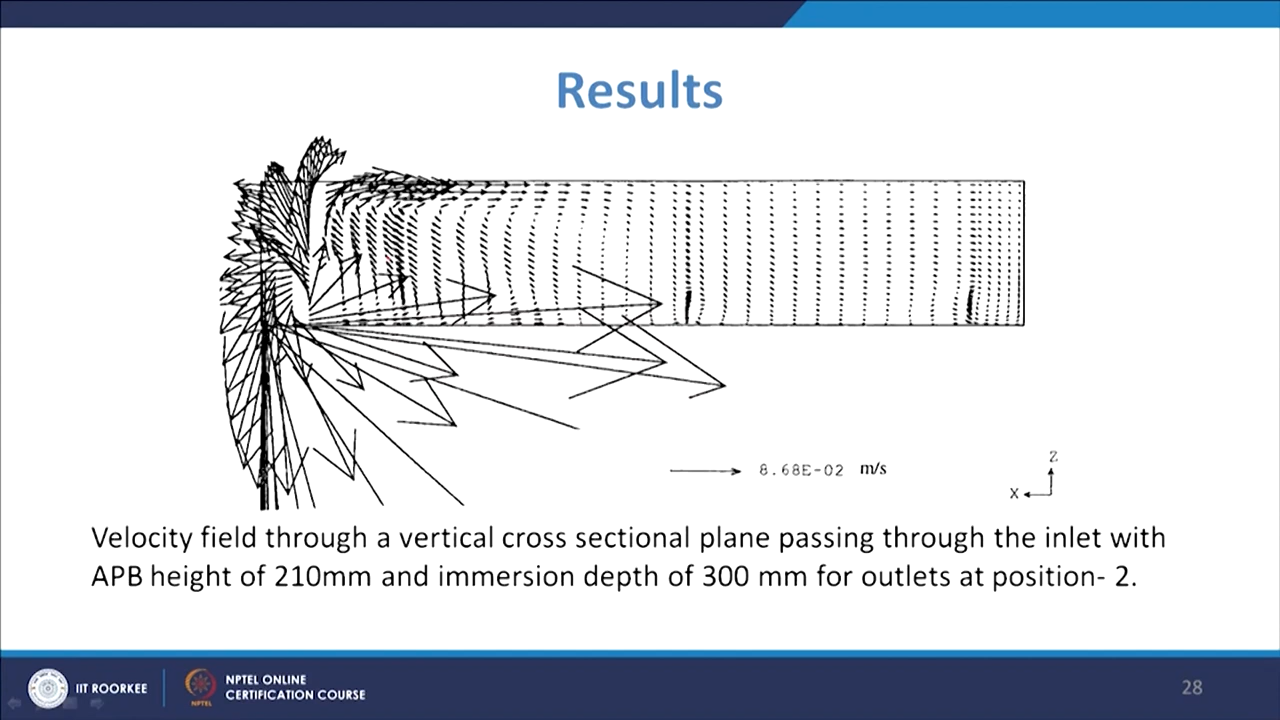 Results
8.68E-02 m/s
Z
X
Velocity field through a vertical cross sectional plane passing through the inlet with
APB height of 210mm and immersion depth of 300 mm for outlets at position- 2.
IIT ROORKEE
NPTEL
NPTEL ONLINE
CERTIFICATION COURSE
28